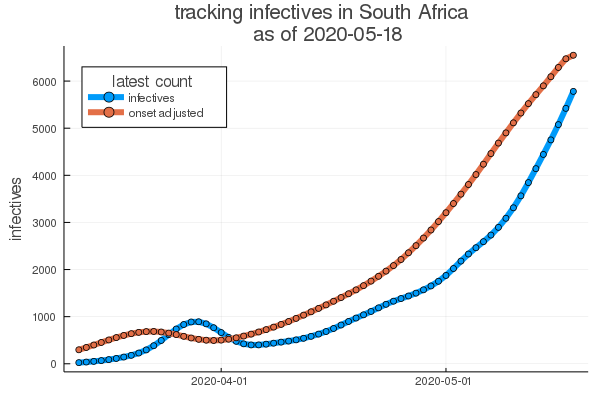 tracking infectives in South Africa
as of 2020-05-18
latest count
infectives
onset adjusted
infectives
6000
5000
4000
3000
2000
1000
0
2020-04-01
2020-05-01